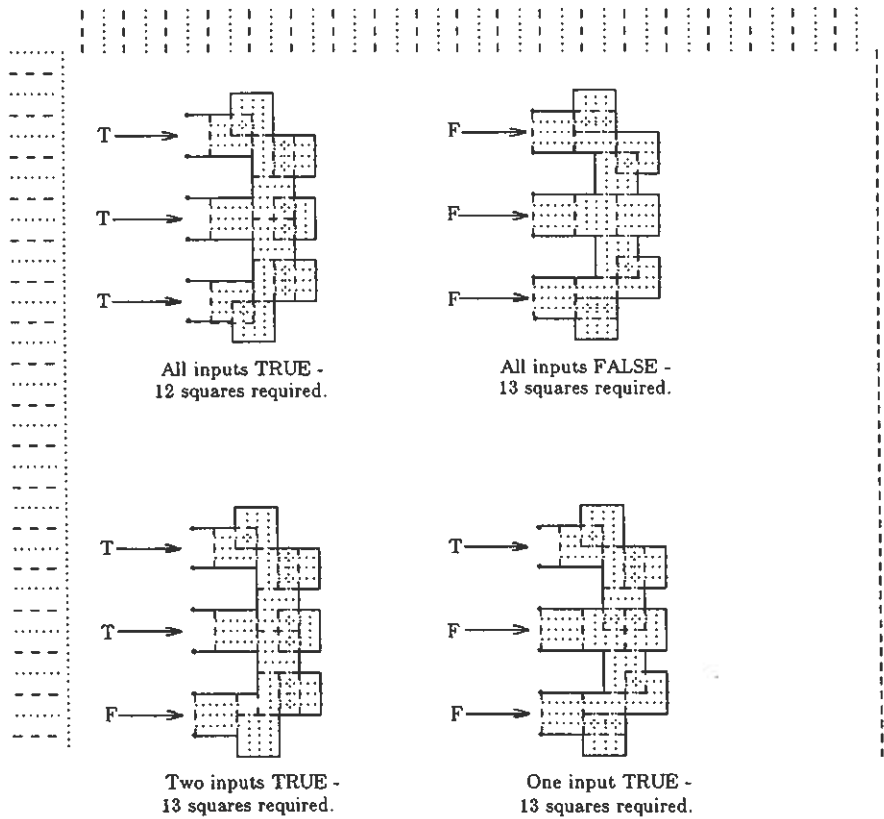 T
T
T
All inputs TRUE -
12 squares required.
F
F
F
All inputs FALSE -
13 squares required.
T
T
F
Two inputs TRUE -
13 squares required.
T
F
F
One input TRUE -
13 squares required.